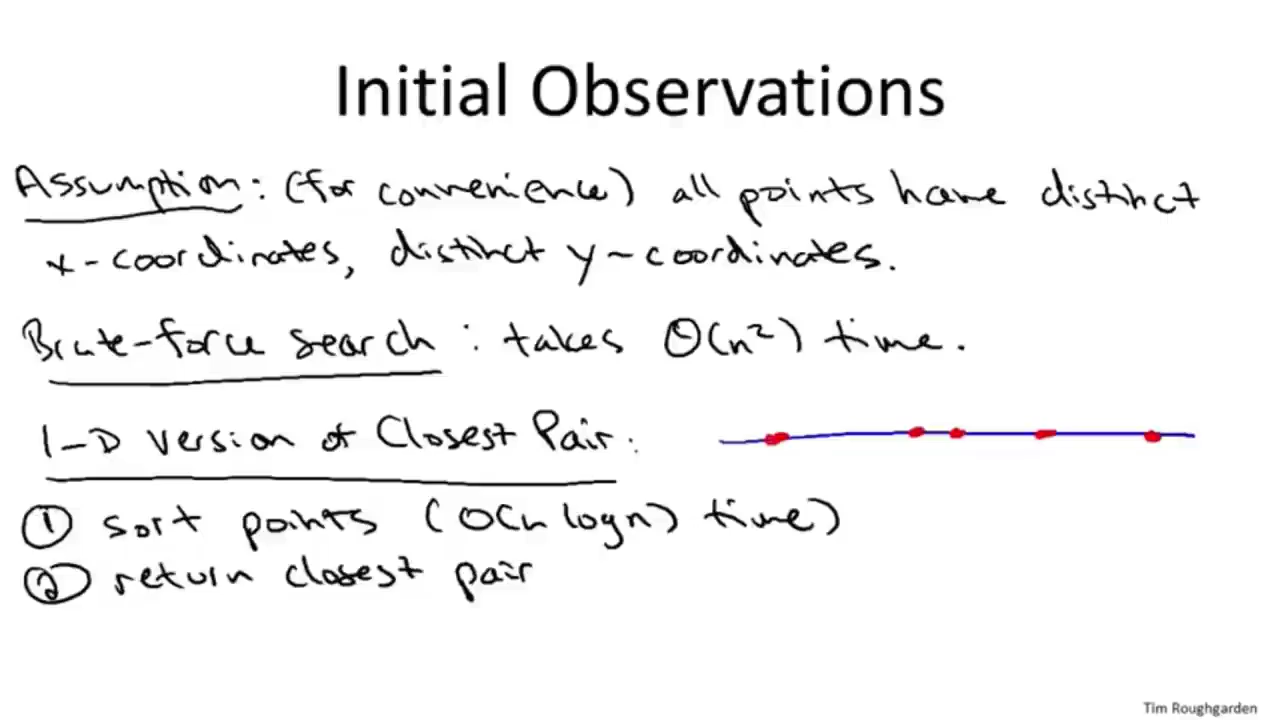 Initial Observations
Assumption: (for convenience) all points have distinct
x-coordinates, distinct y-coordinates.
Brute-force search: takes Θ(n²) time.
1-D Version of Closest Pair:
① sort points (O(n log n) time)
② return closest pair
Tim Roughgarden